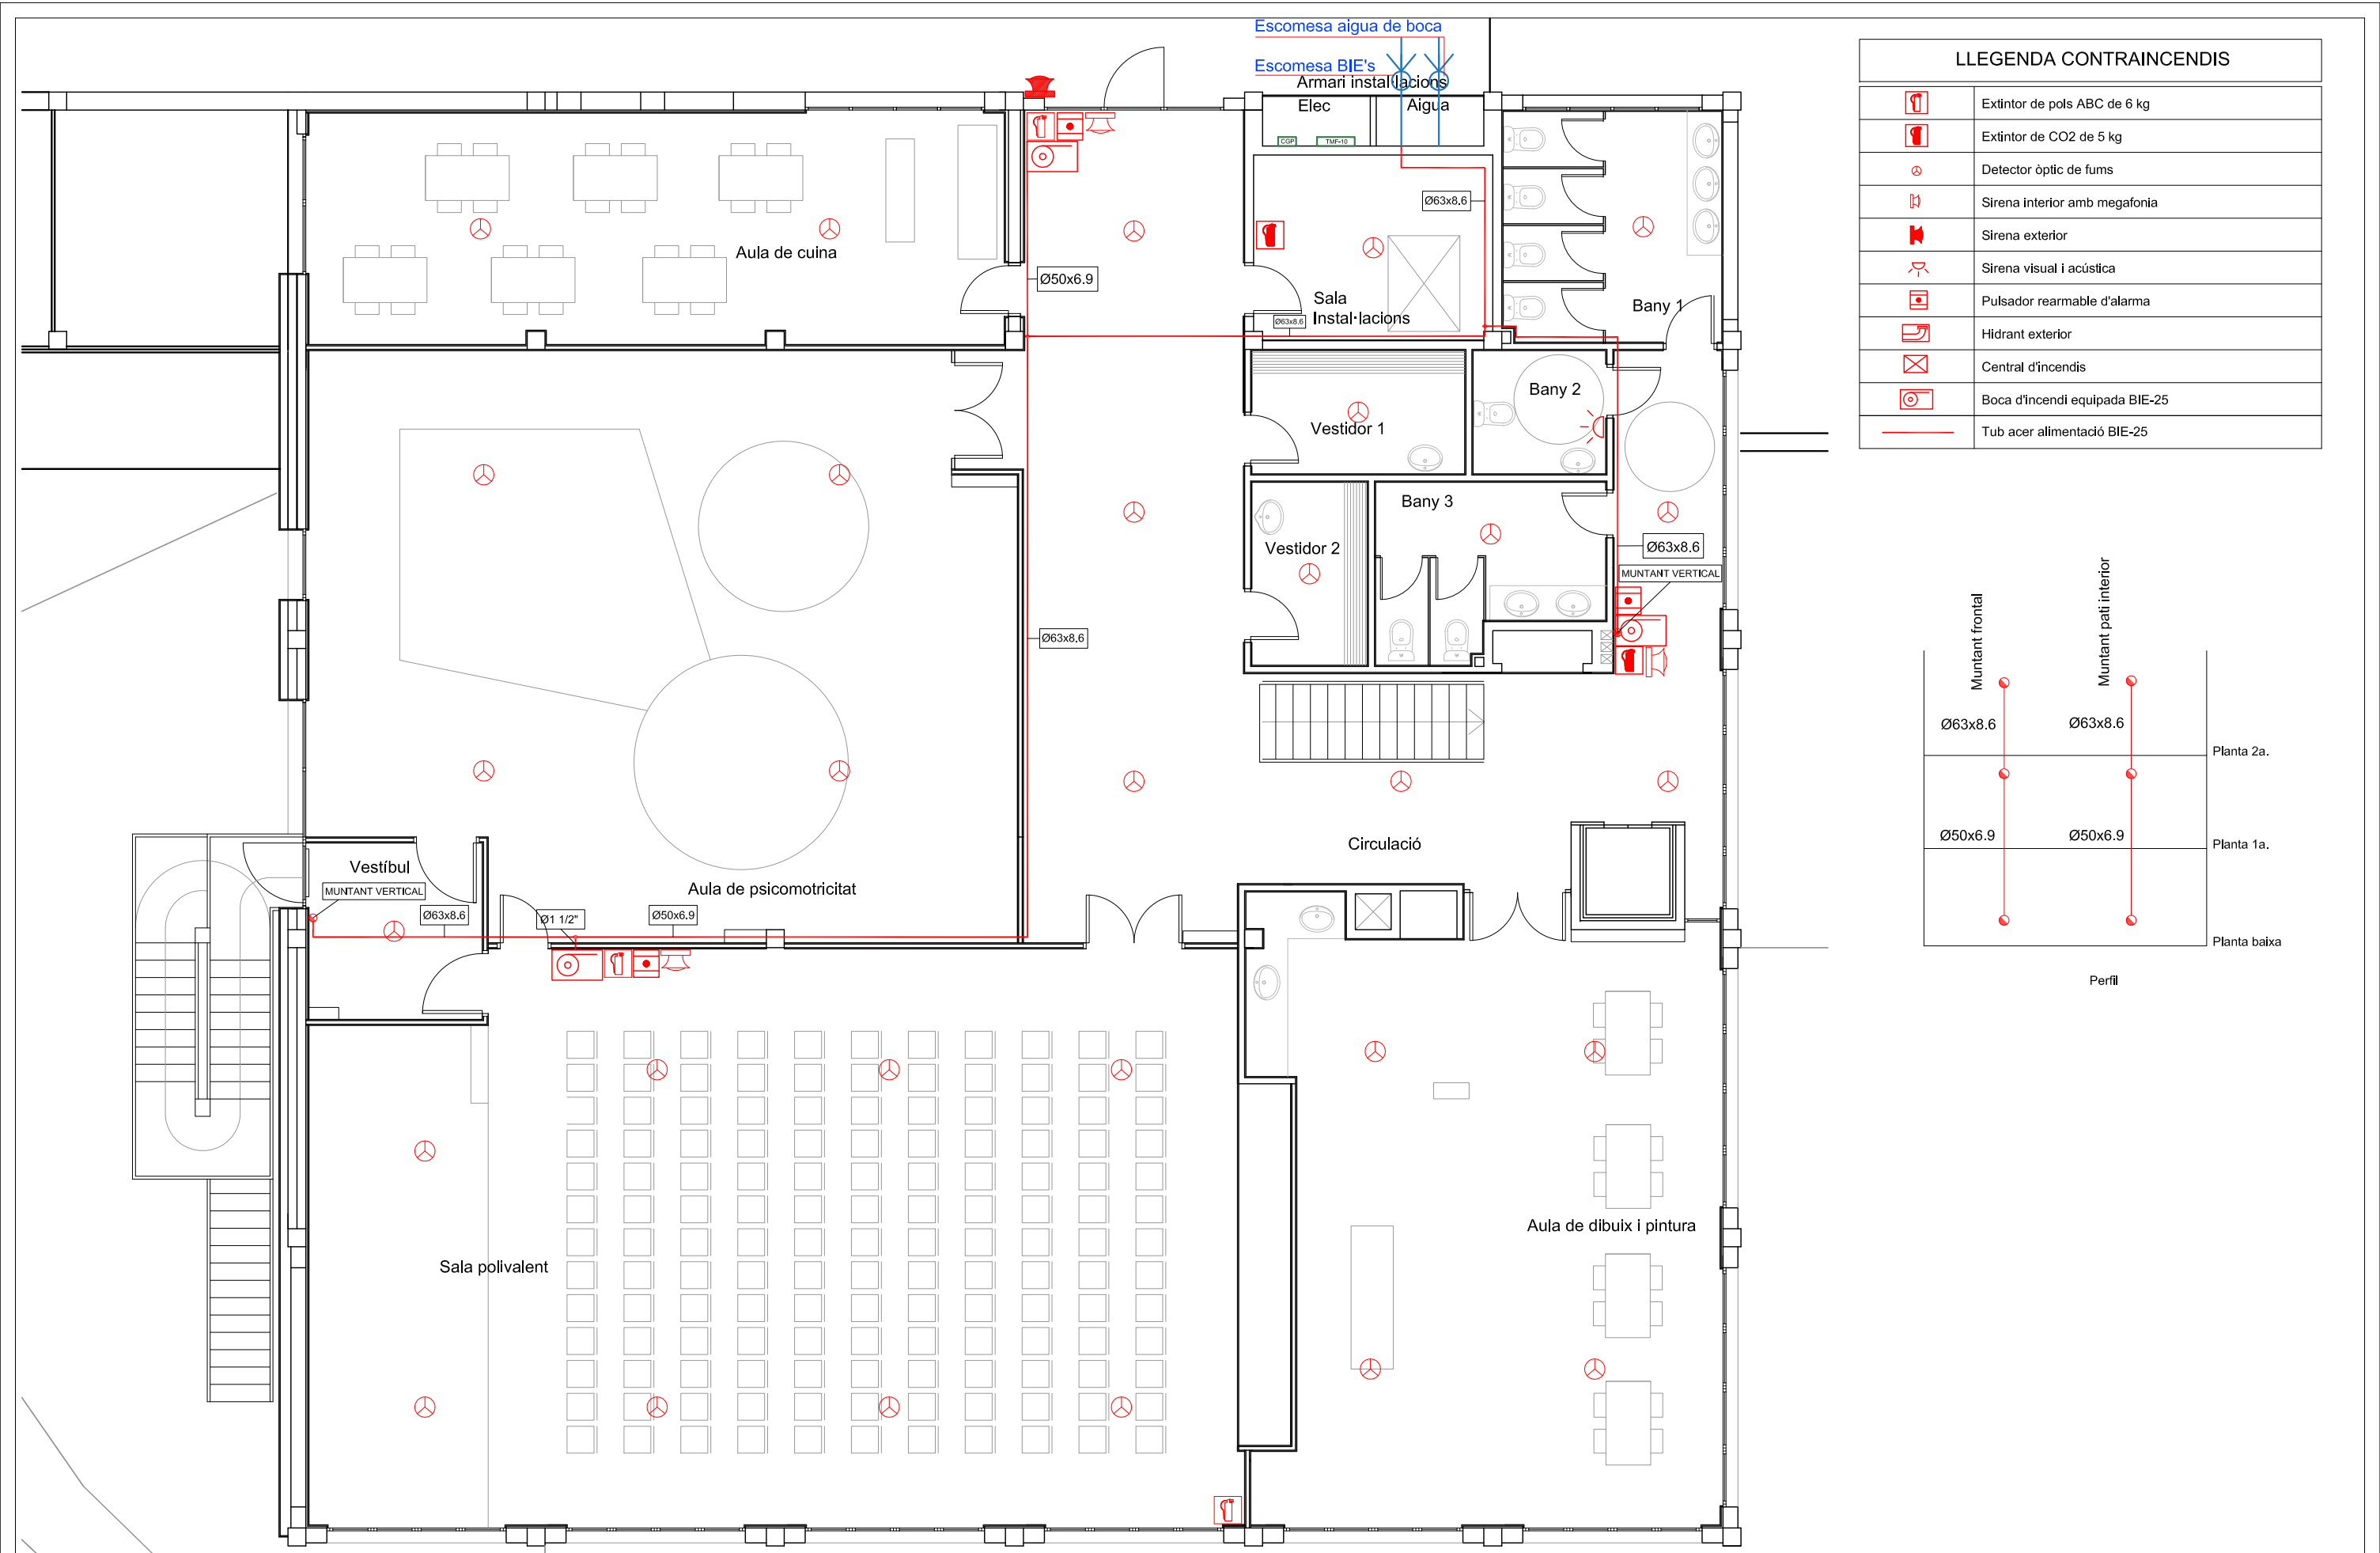 Escomesa aigua de boca
Escomesa BIE's
Armari instal·lacions
Elec
Aigua
CGP
TMF-10
Ø63x8.6
Aula de cuina
Ø50x6.9
Sala
Instal·lacions
Ø63x8.6
Bany 1
Bany 2
Vestidor 1
Bany 3
Vestidor 2
Ø63x8.6
MUNTANT VERTICAL
Ø63x8.6
Circulació
Vestíbul
MUNTANT VERTICAL
Ø63x8.6
Ø1 1/2"
Ø50x6.9
Aula de psicomotricitat
Sala polivalent
Aula de dibuix i pintura
LLEGENDA CONTRAINCENDIS
Extintor de pols ABC de 6 kg
Extintor de CO2 de 5 kg
Detector òptic de fums
Sirena interior amb megafonia
Sirena exterior
Sirena visual i acústica
Pulsador rearmable d'alarma
Hidrant exterior
Central d'incendis
Boca d'incendi equipada BIE-25
Tub acer alimentació BIE-25
Muntant frontal
Muntant pati interior
Ø63x8.6
Ø63x8.6
Planta 2a.
Ø50x6.9
Ø50x6.9
Planta 1a.
Planta baixa
Perfil